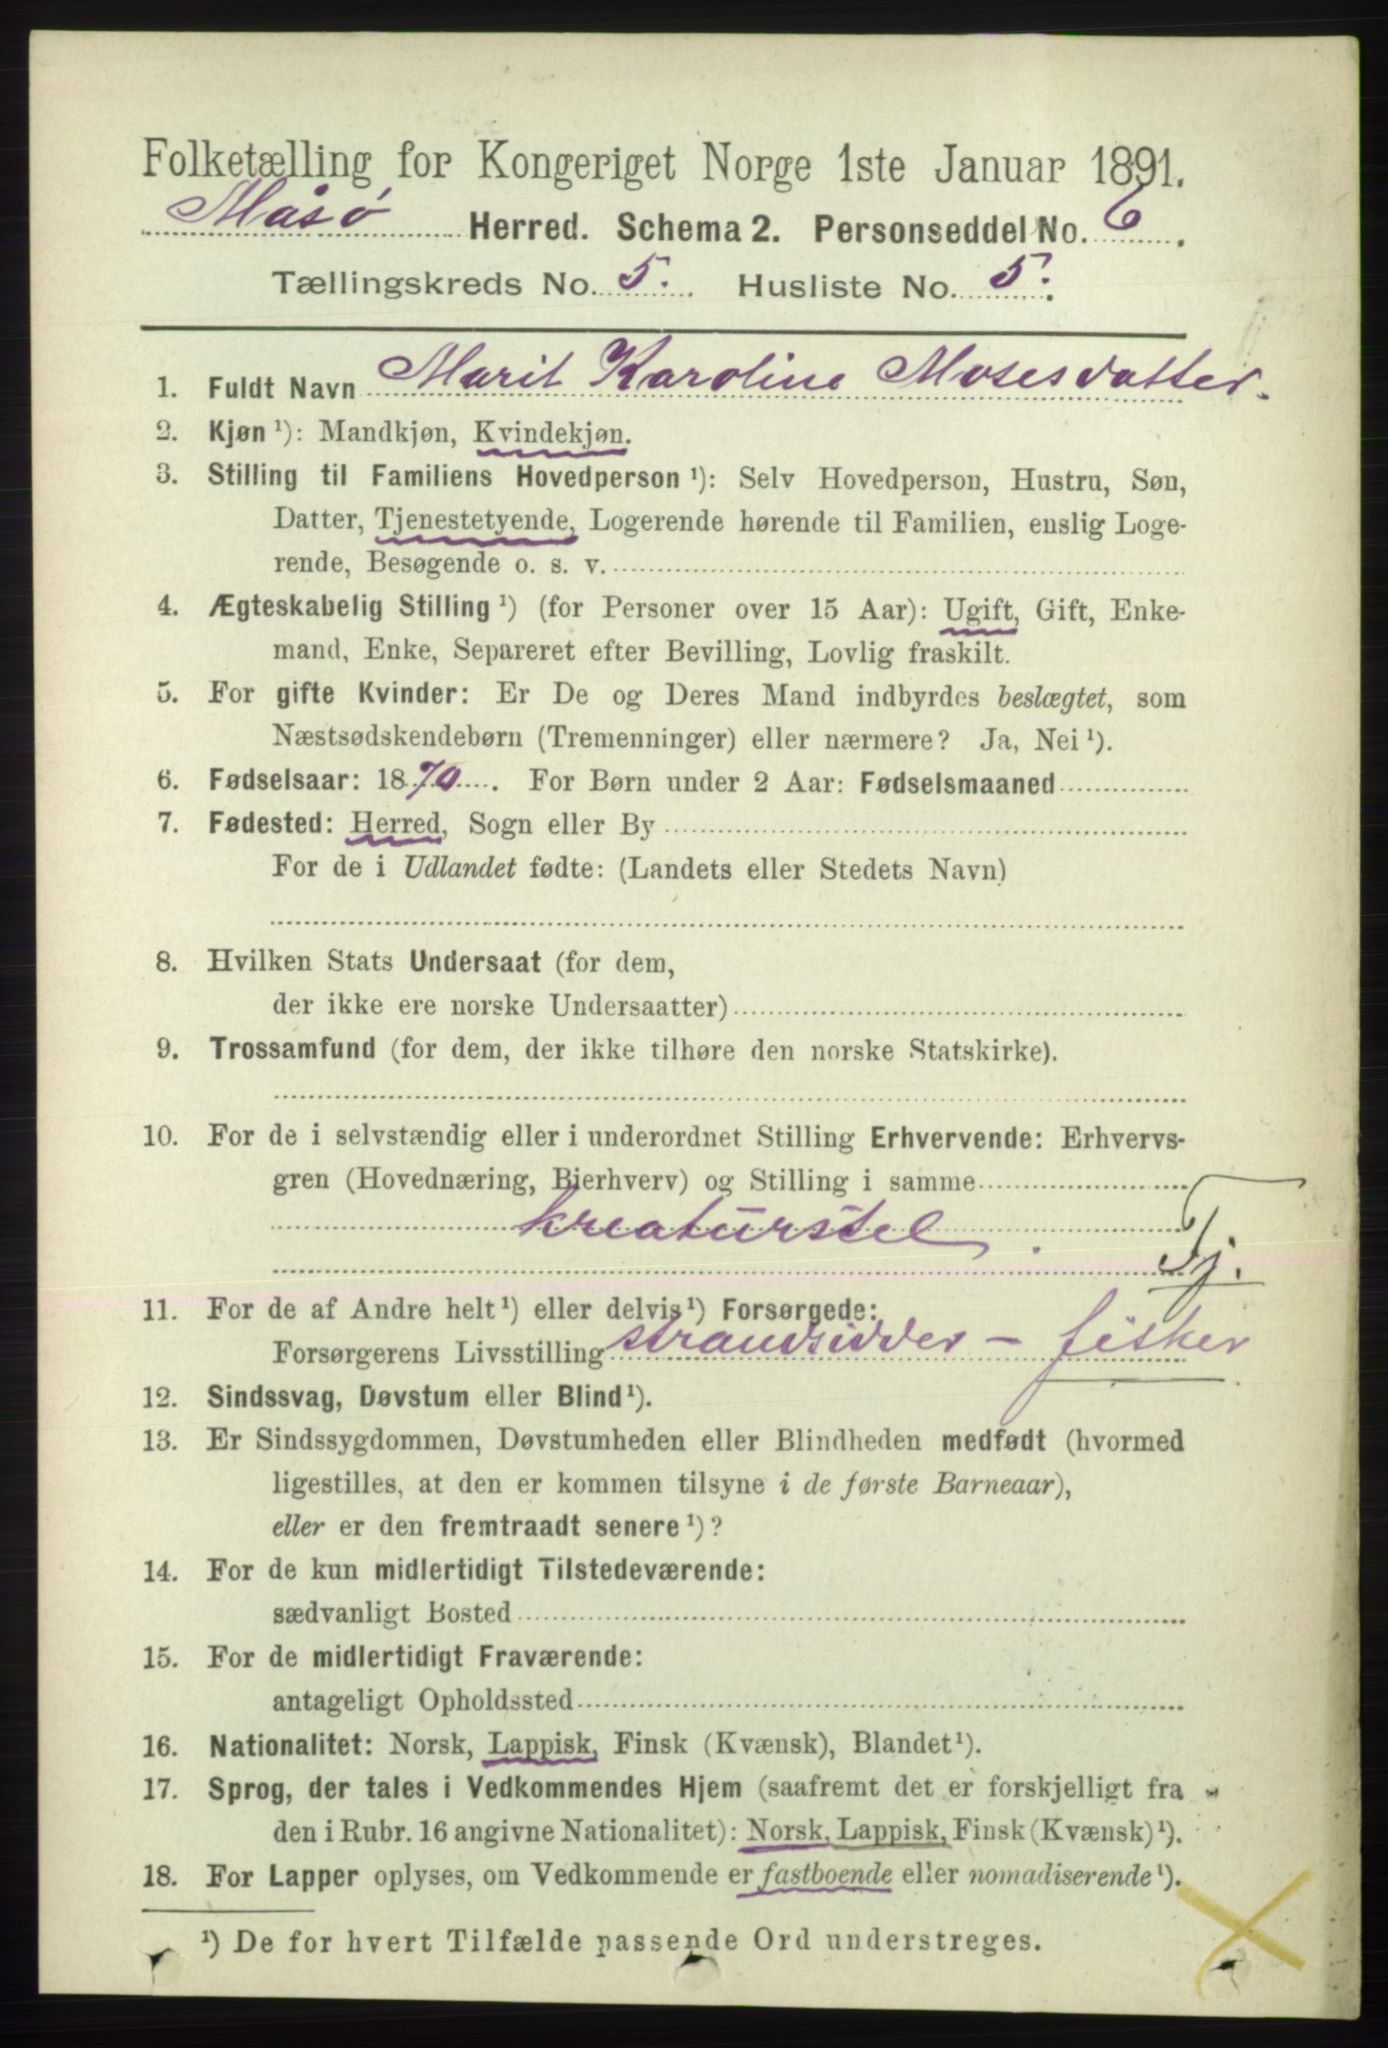 Folketælling for Kongeriget Norge 1ste Januar 1891.
Måsø Herred. Schema 2. Personseddel No. 6.
Tællingskreds No. 5. Husliste No. 5.
1. Fuldt Navn Marit Karoline Mosesdatter.
2. Kjøn ¹): Mandkjøn, Kvindekjøn.
3. Stilling til Familiens Hovedperson ¹): Selv Hovedperson, Hustru, Søn,
Datter, Tjenestetyende, Logerende hørende til Familien, enslig Loge-
rende, Besøgende o. s. v.
4. Ægteskabelig Stilling ¹) (for Personer over 15 Aar): Ugift, Gift, Enke-
mand, Enke, Separeret efter Bevilling, Lovlig fraskilt.
5. For gifte Kvinder: Er De og Deres Mand indbyrdes beslægtet, som
Næstsødskendebørn (Tremenninger) eller nærmere? Ja, Nei ¹).
6. Fødselsaar: 1870. For Børn under 2 Aar: Fødselsmaaned
7. Fødested: Herred, Sogn eller By
For de i Udlandet fødte: (Landets eller Stedets Navn)
8. Hvilken Stats Undersaat (for dem,
der ikke ere norske Undersaatter)
9. Trossamfund (for dem, der ikke tilhøre den norske Statskirke).
10. For de i selvstændig eller i underordnet Stilling Erhvervende: Erhvervs-
gren (Hovednæring, Bierhverv) og Stilling i samme
kreaturstel. Tj.
11. For de af Andre helt ¹) eller delvis ¹) Forsørgede:
Forsørgerens Livsstilling strandsidder – fisker
12. Sindssvag, Døvstum eller Blind ¹).
13. Er Sindssygdommen, Døvstumheden eller Blindheden medfødt (hvormed
ligestilles, at den er kommen tilsyne i de første Barneaar),
eller er den fremtraadt senere ¹)?
14. For de kun midlertidigt Tilstedeværende:
sædvanligt Bosted
15. For de midlertidigt Fraværende:
antageligt Opholdssted
16. Nationalitet: Norsk, Lappisk, Finsk (Kvænsk), Blandet ¹).
17. Sprog, der tales i Vedkommendes Hjem (saafremt det er forskjelligt fra
den i Rubr. 16 angivne Nationalitet): Norsk, Lappisk, Finsk (Kvænsk) ¹).
18. For Lapper oplyses, om Vedkommende er fastboende eller nomadiserende ¹).
¹) De for hvert Tilfælde passende Ord understreges.